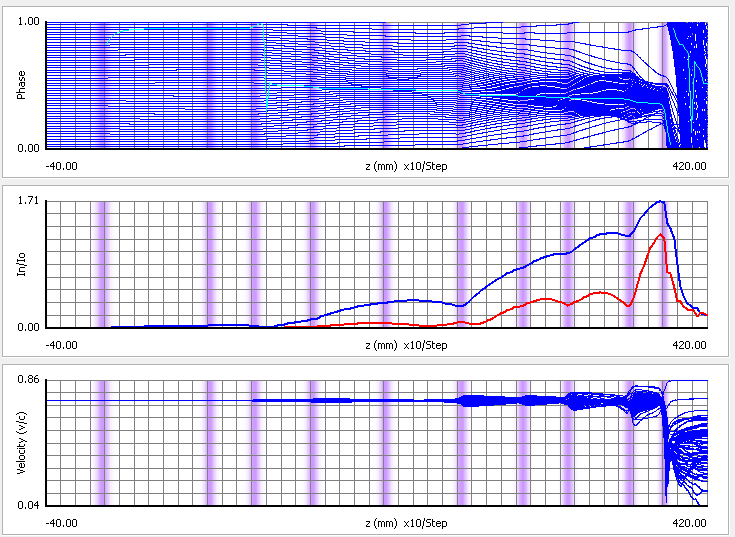 1.00
Phase
0.00
-40.00 z (mm) x10/Step 420.00
1.71
In/Io
0.00
-40.00 z (mm) x10/Step 420.00
0.86
Velocity (v/c)
0.04
-40.00 z (mm) x10/Step 420.00